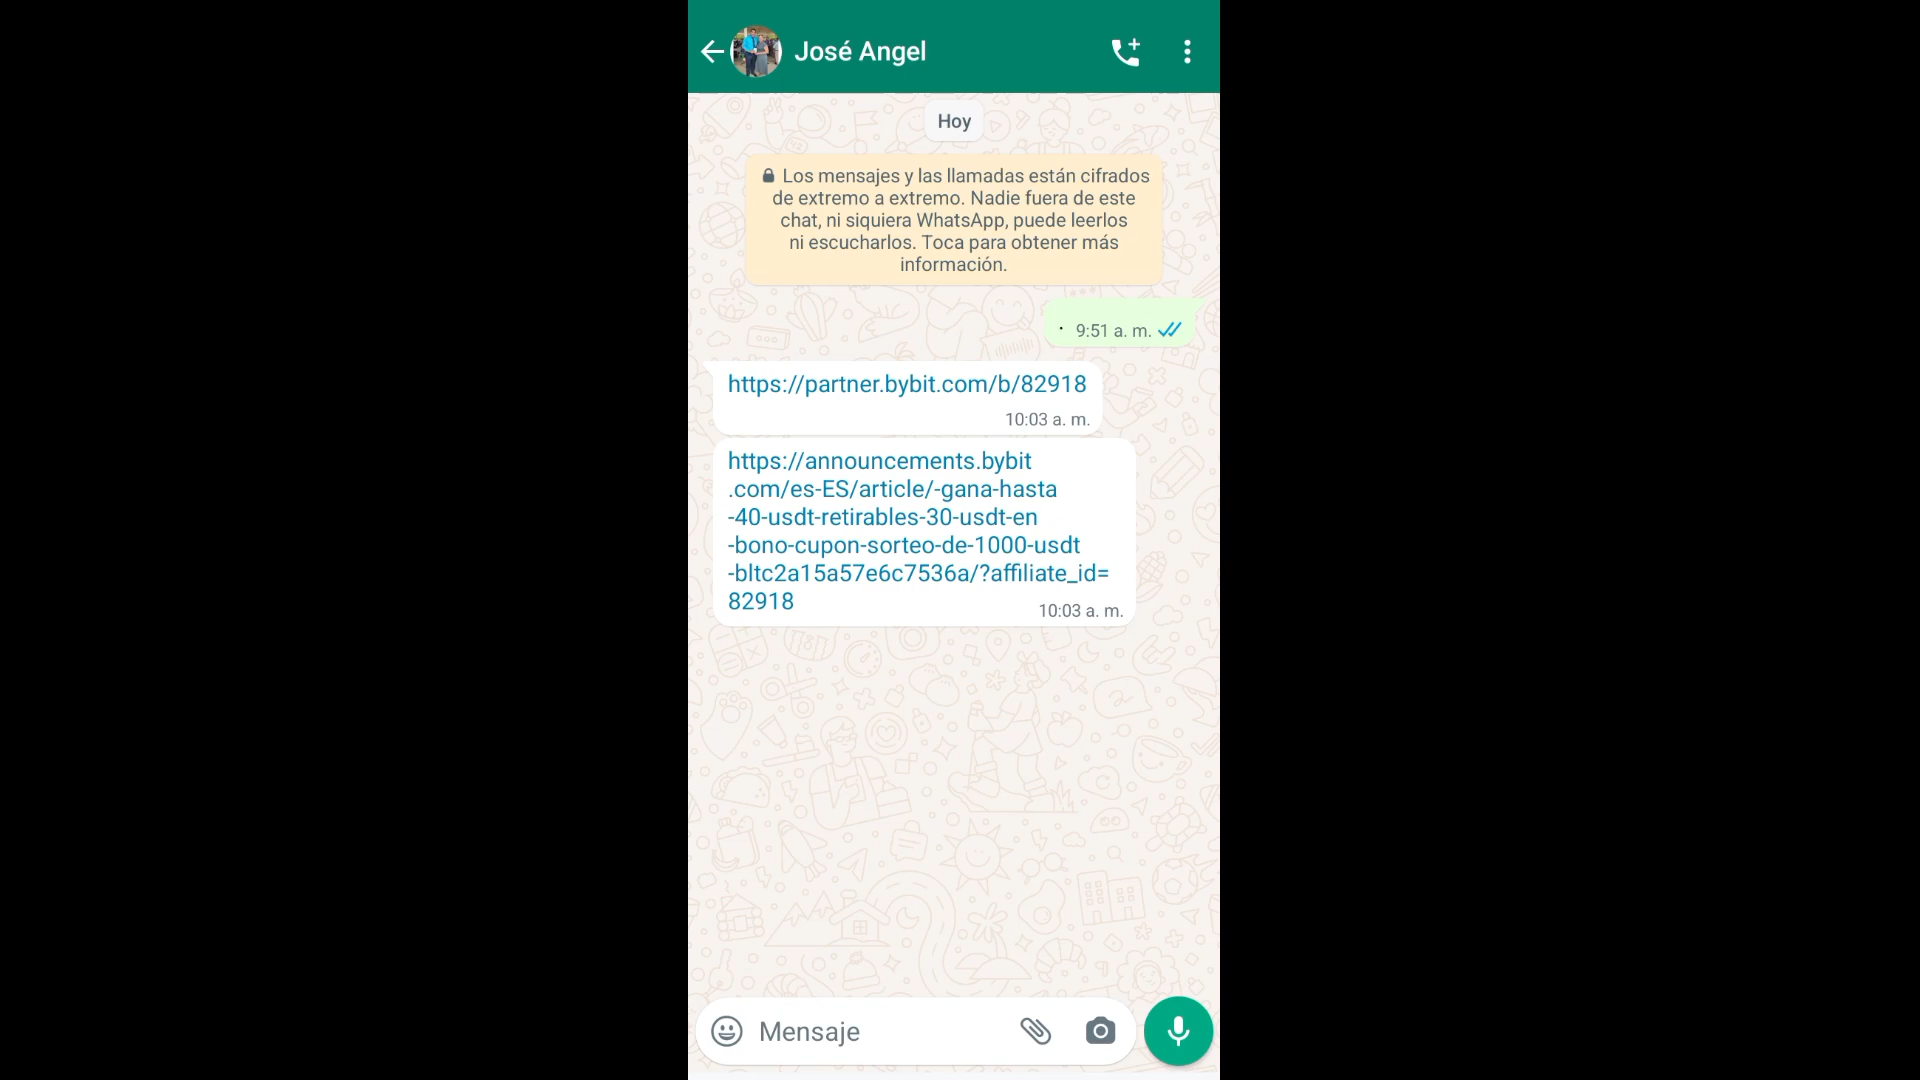 José Angel
Hoy
Los mensajes y las llamadas están cifrados
de extremo a extremo. Nadie fuera de este
chat, ni siquiera WhatsApp, puede leerlos
ni escucharlos. Toca para obtener más
información.
· 9:51 a. m.
https://partner.bybit.com/b/82918
10:03 a. m.
https://announcements.bybit
.com/es-ES/article/-gana-hasta
-40-usdt-retirables-30-usdt-en
-bono-cupon-sorteo-de-1000-usdt
-bltc2a15a57e6c7536a/?affiliate_id=
82918
10:03 a. m.
Mensaje